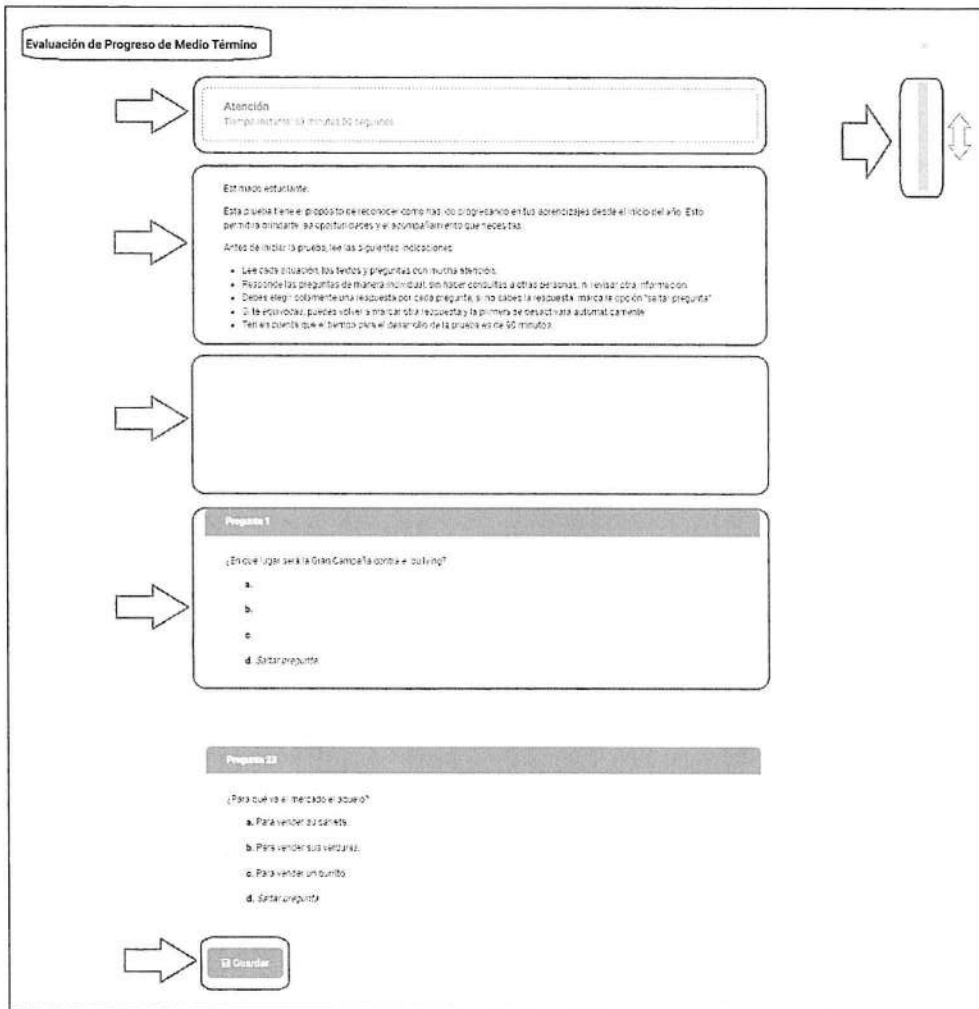 Evaluación de Progreso de Medio Término
Atención
Tiempo restante: minutos segundos
Estimado estudiante:
Esta prueba tiene el propósito de reconocer cómo has ido progresando en tus aprendizajes desde el inicio del año. Esto
permitirá brindarte las oportunidades y el acompañamiento que necesitas.
Antes de iniciar la prueba, lee las siguientes indicaciones:
• Lee cada situación, los textos y preguntas con mucha atención.
• Responde las preguntas de manera individual, sin hacer consultas a otras personas, ni revisar otra información.
• Debes elegir solamente una respuesta por cada pregunta, si no sabes la respuesta, marca la opción "saltar pregunta"
• Si te equivocas, puedes volver a marcar otra respuesta y la primera se desactivará automáticamente
• Ten en cuenta que el tiempo para el desarrollo de la prueba es de 90 minutos.
Pregunta 1
¿En qué lugar será la Gran Campaña contra el bullying?
a.
b.
c.
d. Saltar pregunta
Pregunta 23
¿Para qué va al mercado el abuelo?
a. Para vender su
b. Para vender sus verduras.
c. Para vender un burrito
d. Saltar pregunta
Guardar